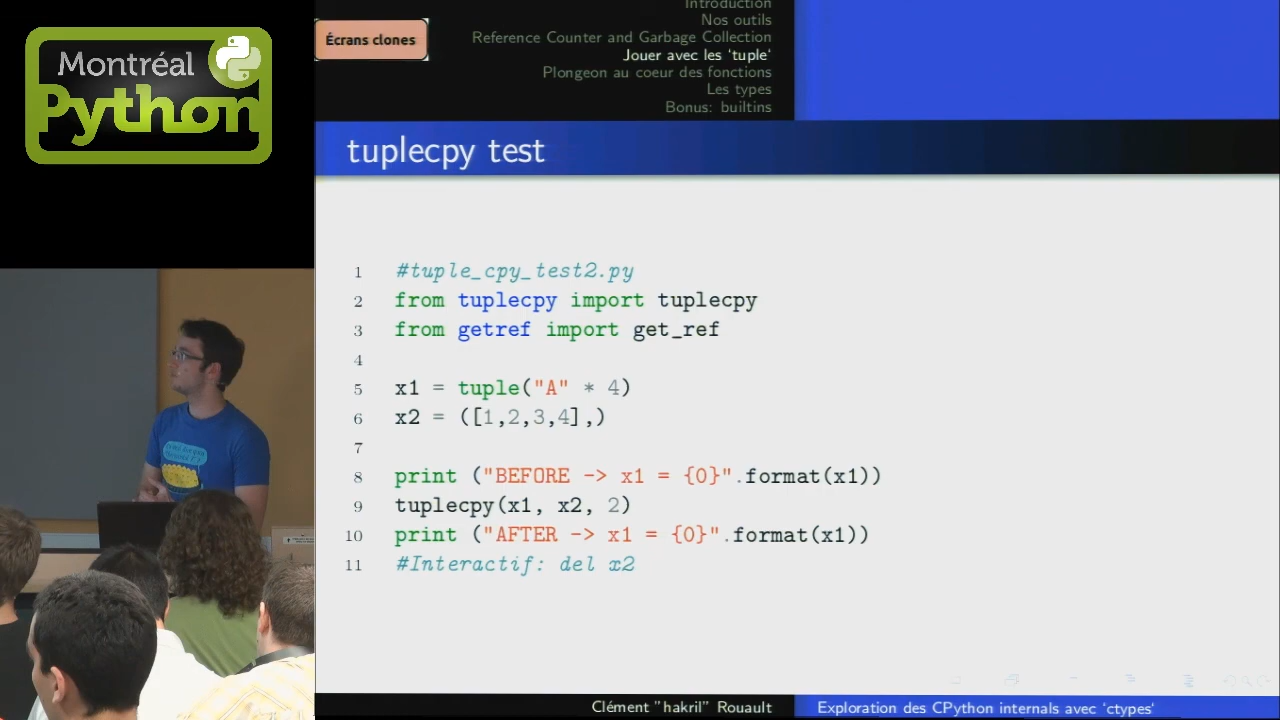 Montréal
Python
Écrans clones
Introduction
Nos outils
Reference Counter and Garbage Collection
Jouer avec les 'tuple'
Plongeon au coeur des fonctions
Les types
Bonus: builtins
tuplecpy test
1 #tuple_cpy_test2.py
2 from tuplecpy import tuplecpy
3 from getref import get_ref
4
5 x1 = tuple("A" * 4)
6 x2 = ([1,2,3,4],)
7
8 print ("BEFORE -> x1 = {0}".format(x1))
9 tuplecpy(x1, x2, 2)
10 print ("AFTER -> x1 = {0}".format(x1))
11 #Interactif: del x2
Clément "hakril" Rouault
Exploration des CPython internals avec 'ctypes'